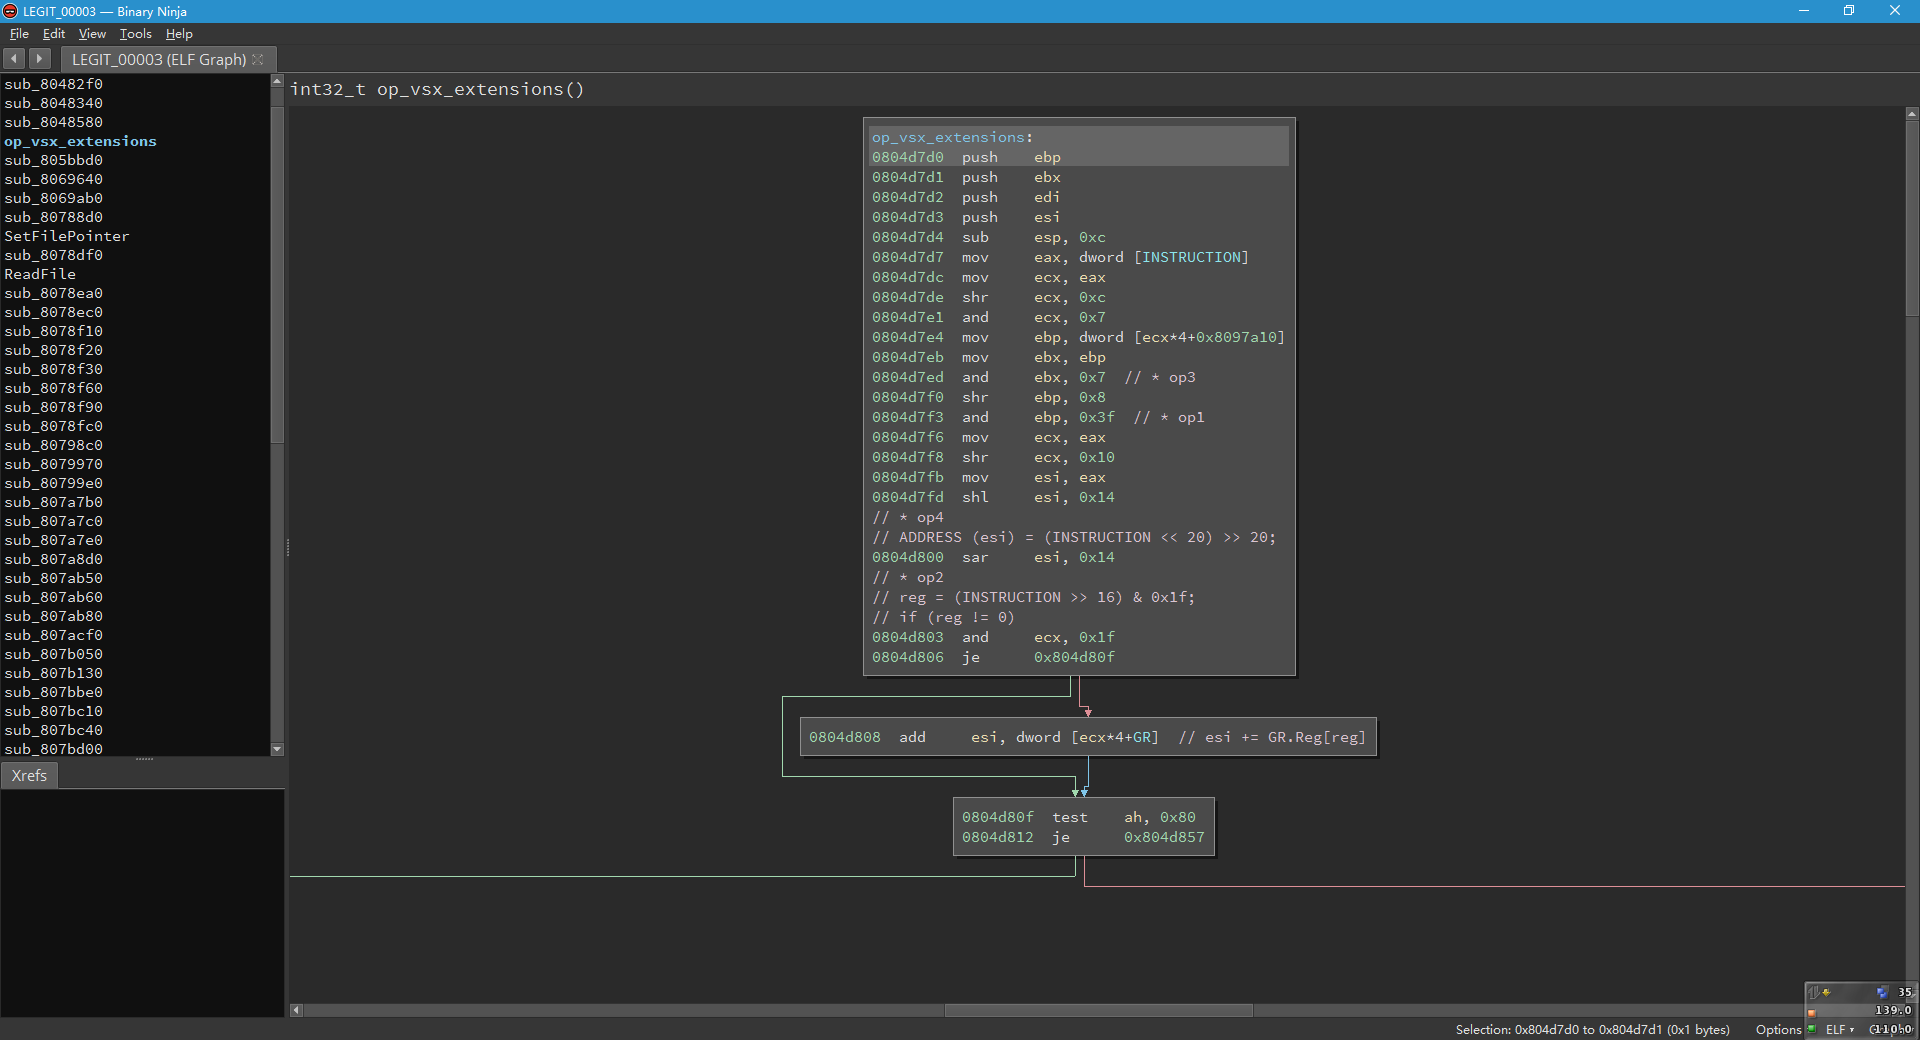 LEGIT_00003 — Binary Ninja
File Edit View Tools Help
LEGIT_00003 (ELF Graph)
sub_80482f0
sub_8048340
sub_8048580
op_vsx_extensions
sub_805bbd0
sub_8069640
sub_8069ab0
sub_80788d0
SetFilePointer
sub_8078df0
ReadFile
sub_8078ea0
sub_8078ec0
sub_8078f10
sub_8078f20
sub_8078f30
sub_8078f60
sub_8078f90
sub_8078fc0
sub_80798c0
sub_8079970
sub_80799e0
sub_807a7b0
sub_807a7c0
sub_807a7e0
sub_807a8d0
sub_807ab50
sub_807ab60
sub_807ab80
sub_807acf0
sub_807b050
sub_807b130
sub_807bbe0
sub_807bc10
sub_807bc40
sub_807bd00
Xrefs
int32_t op_vsx_extensions()
op_vsx_extensions:
0804d7d0 push ebp
0804d7d1 push ebx
0804d7d2 push edi
0804d7d3 push esi
0804d7d4 sub esp, 0xc
0804d7d7 mov eax, dword [INSTRUCTION]
0804d7dc mov ecx, eax
0804d7de shr ecx, 0xc
0804d7e1 and ecx, 0x7
0804d7e4 mov ebp, dword [ecx*4+0x8097a10]
0804d7eb mov ebx, ebp
0804d7ed and ebx, 0x7 // * op3
0804d7f0 shr ebp, 0x8
0804d7f3 and ebp, 0x3f // * op1
0804d7f6 mov ecx, eax
0804d7f8 shr ecx, 0x10
0804d7fb mov esi, eax
0804d7fd shl esi, 0x14
// * op4
// ADDRESS (esi) = (INSTRUCTION << 20) >> 20;
0804d800 sar esi, 0x14
// * op2
// reg = (INSTRUCTION >> 16) & 0x1f;
// if (reg != 0)
0804d803 and ecx, 0x1f
0804d806 je 0x804d80f
0804d808 add esi, dword [ecx*4+GR] // esi += GR.Reg[reg]
0804d80f test ah, 0x80
0804d812 je 0x804d857
35
139.0
Selection: 0x804d7d0 to 0x804d7d1 (0x1 bytes) Options ELF 110.0